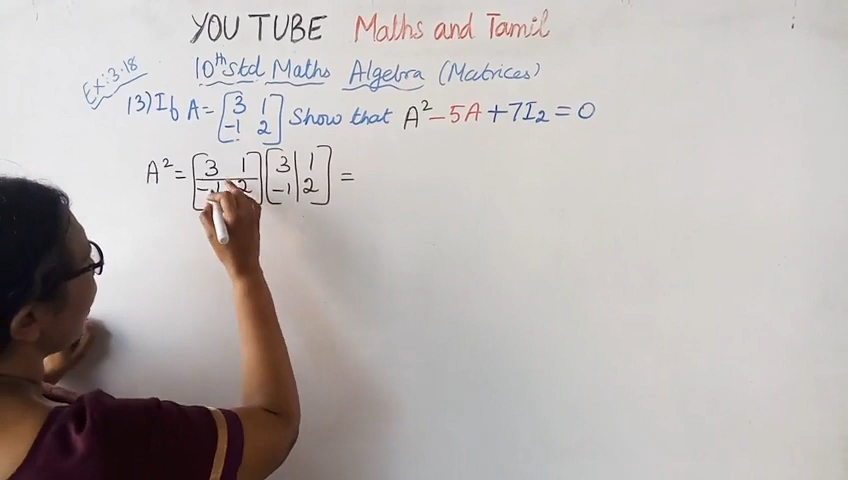 YOU TUBE Maths and Tamil
10th Std Maths Algebra (Matrices)
Ex: 3.18
13) If A = [3 1; -1 2] Show that A² - 5A + 7I₂ = 0
A² = [3 1; -1 2] [3 1; -1 2] =